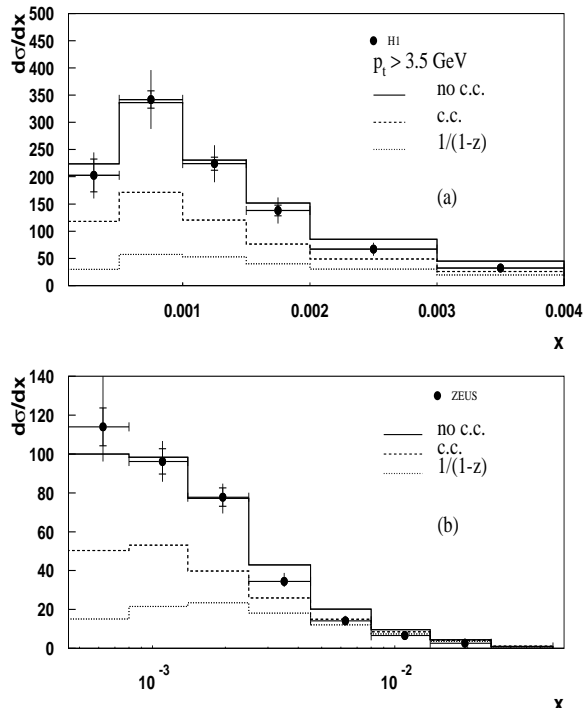 dσ/dx
500
450
400
350
300
250
200
150
100
50
0
H1
p_t > 3.5 GeV
no c.c.
c.c.
1/(1-z)
(a)
0.001 0.002 0.003 0.004
x
dσ/dx
140
120
100
80
60
40
20
0
ZEUS
no c.c.
c.c.
1/(1-z)
(b)
10^-3 10^-2
x